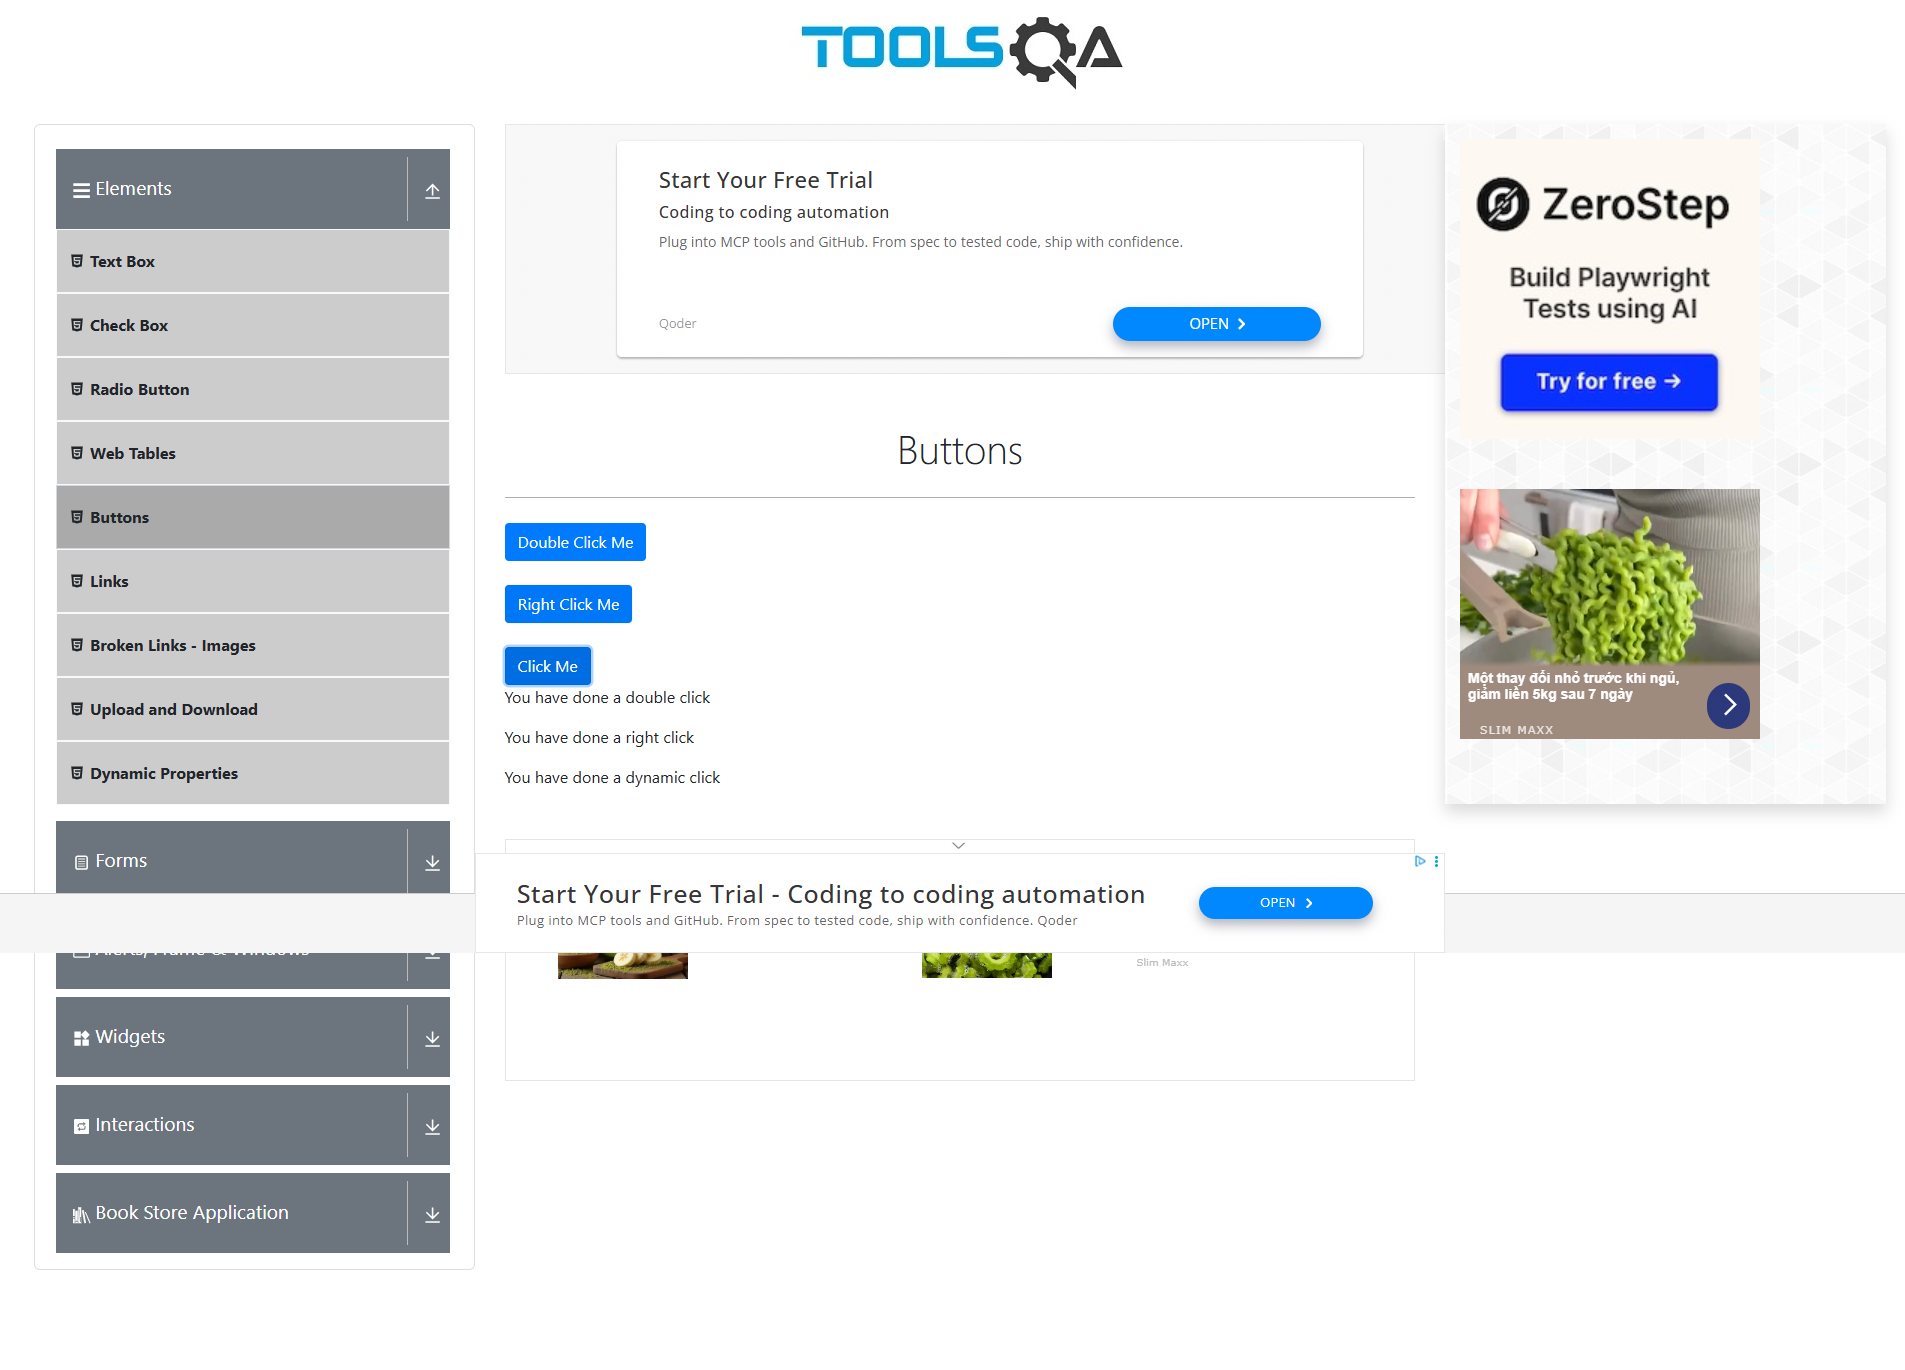 TOOLSQA
Elements
Text Box
Check Box
Radio Button
Web Tables
Buttons
Links
Broken Links - Images
Upload and Download
Dynamic Properties
Forms
Alerts, Frame & Windows
Widgets
Interactions
Book Store Application
Start Your Free Trial
Coding to coding automation
Plug into MCP tools and GitHub. From spec to tested code, ship with confidence.
Qoder
OPEN
Buttons
Double Click Me
Right Click Me
Click Me
You have done a double click
You have done a right click
You have done a dynamic click
Start Your Free Trial - Coding to coding automation
Plug into MCP tools and GitHub. From spec to tested code, ship with confidence. Qoder
OPEN
Slim Maxx
ZeroStep
Build Playwright
Tests using AI
Try for free →
Một thay đổi nhỏ trước khi ngủ,
giảm liền 5kg sau 7 ngày
SLIM MAXX